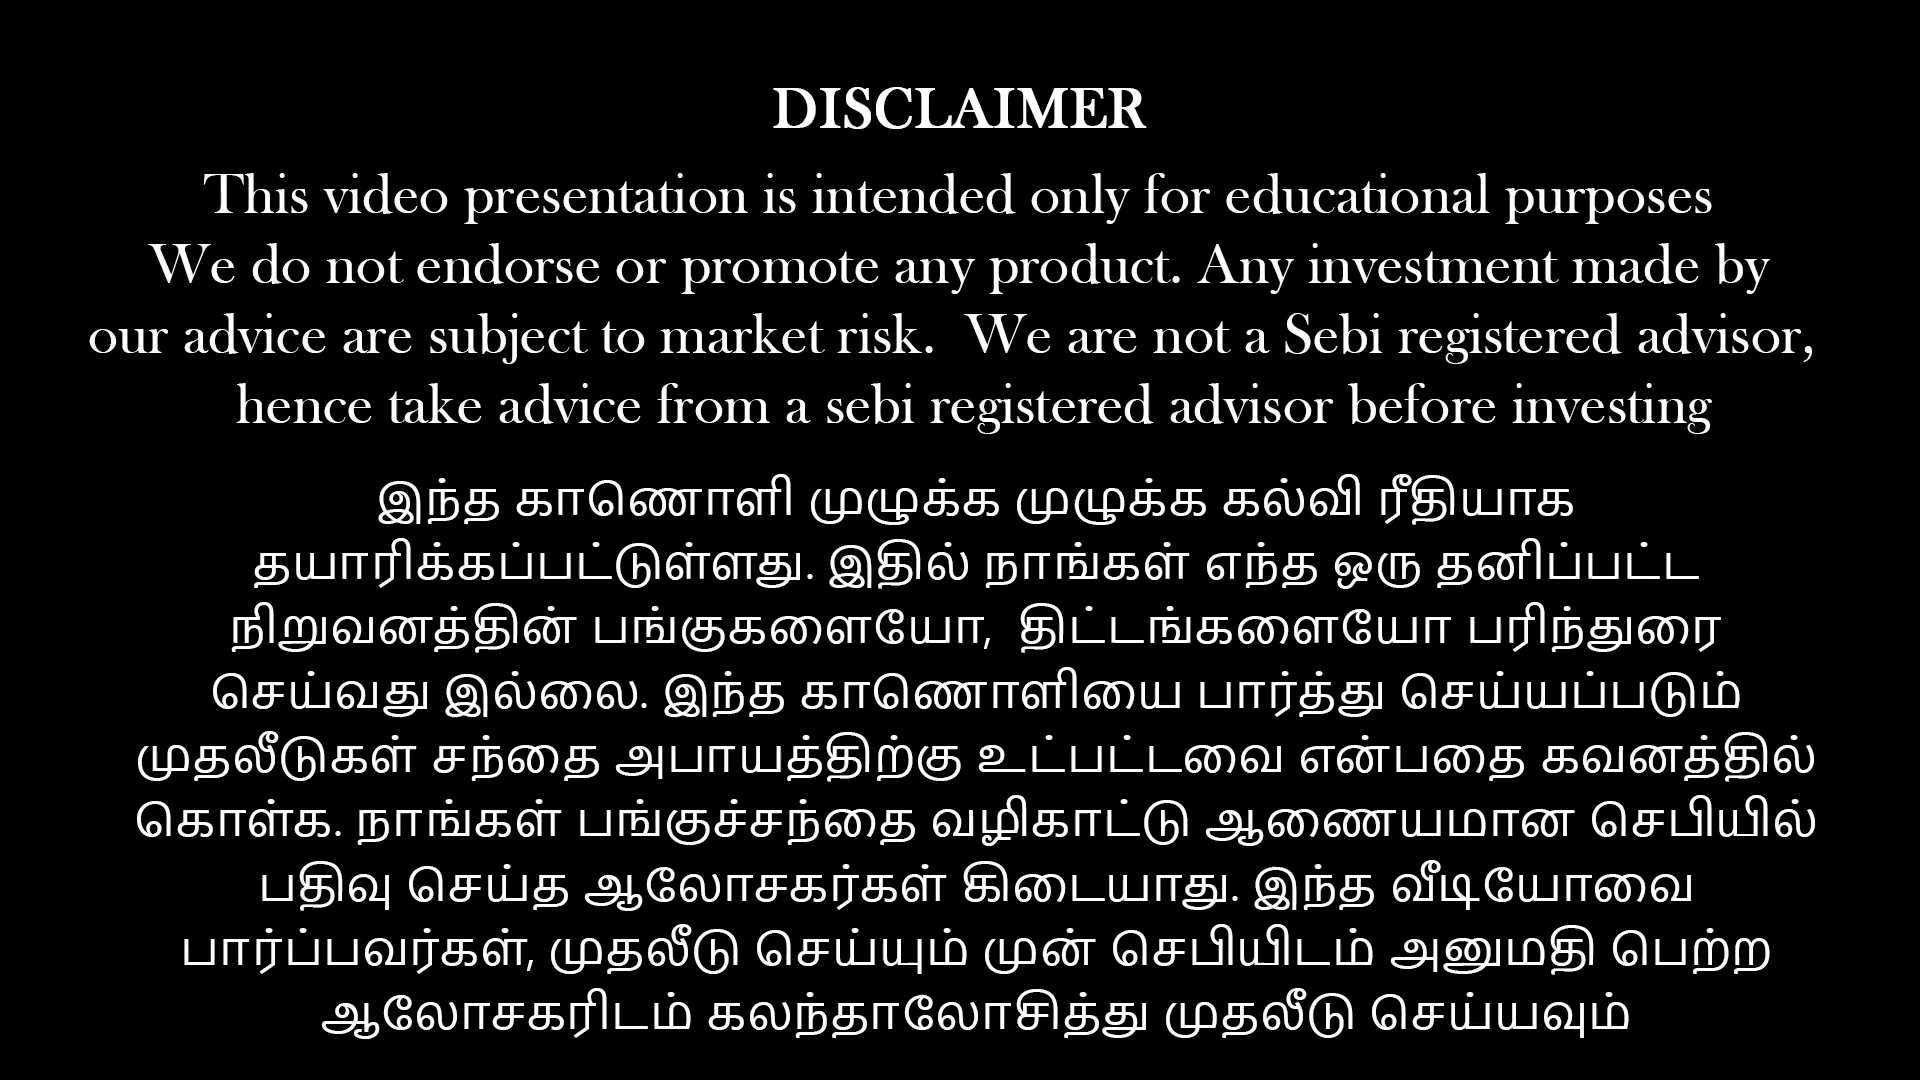 DISCLAIMER
This video presentation is intended only for educational purposes
We do not endorse or promote any product. Any investment made by
our advice are subject to market risk.  We are not a Sebi registered advisor,
hence take advice from a sebi registered advisor before investing
இந்த காணொளி முழுக்க முழுக்க கல்வி ரீதியாக
தயாரிக்கப்பட்டுள்ளது. இதில் நாங்கள் எந்த ஒரு தனிப்பட்ட
நிறுவனத்தின் பங்குகளையோ,  திட்டங்களையோ பரிந்துரை
செய்வது இல்லை. இந்த காணொளியை பார்த்து செய்யப்படும்
முதலீடுகள் சந்தை அபாயத்திற்கு உட்பட்டவை என்பதை கவனத்தில்
கொள்க. நாங்கள் பங்குச்சந்தை வழிகாட்டு ஆணையமான செபியில்
பதிவு செய்த ஆலோசகர்கள் கிடையாது. இந்த வீடியோவை
பார்ப்பவர்கள், முதலீடு செய்யும் முன் செபியிடம் அனுமதி பெற்ற
ஆலோசகரிடம் கலந்தாலோசித்து முதலீடு செய்யவும்